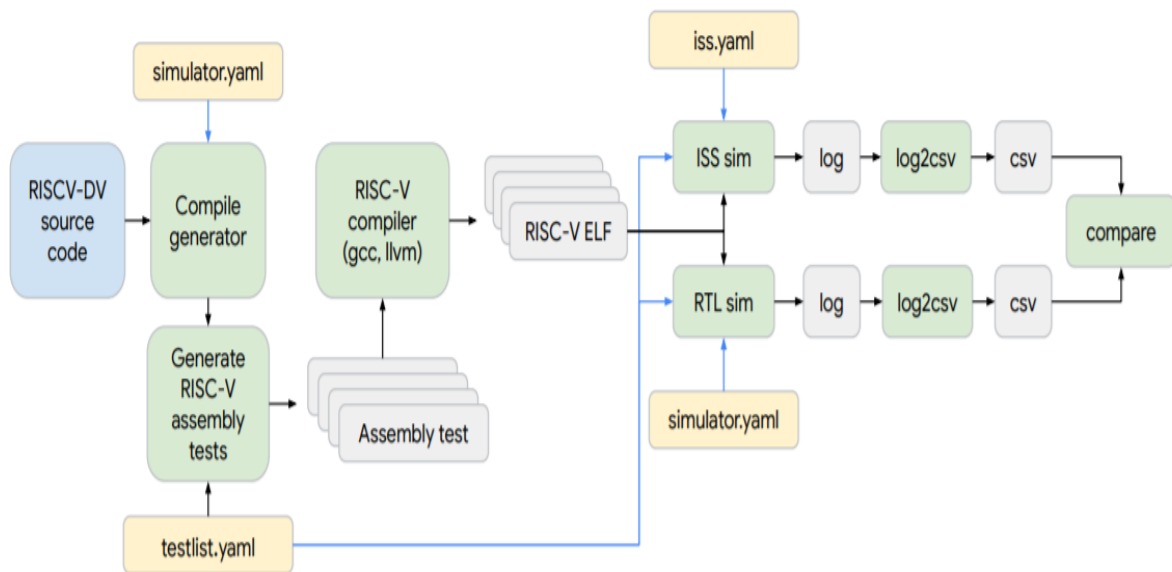 simulator.yaml
iss.yaml
RISCV-DV
source
code
Compile
generator
RISC-V
compiler
(gcc, llvm)
RISC-V ELF
ISS sim
log
log2csv
csv
compare
RTL sim
log
log2csv
csv
Generate
RISC-V
assembly
tests
Assembly test
simulator.yaml
testlist.yaml